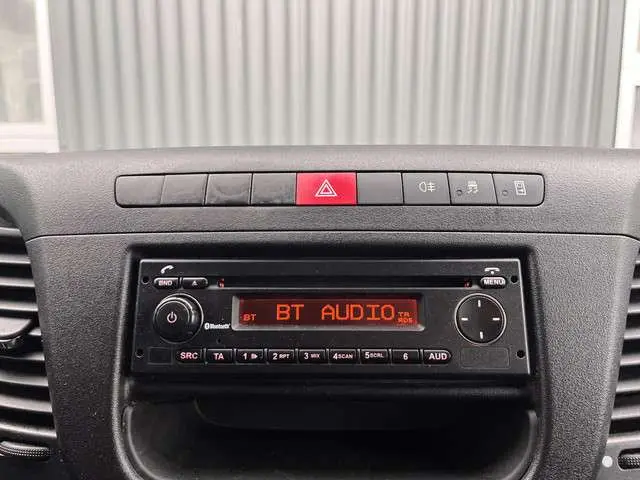 BND
MENU
BT BT AUDIO TA
RDS
Bluetooth
SRC TA 1 2 RPT 3 MIX 4 SCAN 5 SCRL 6 AUD